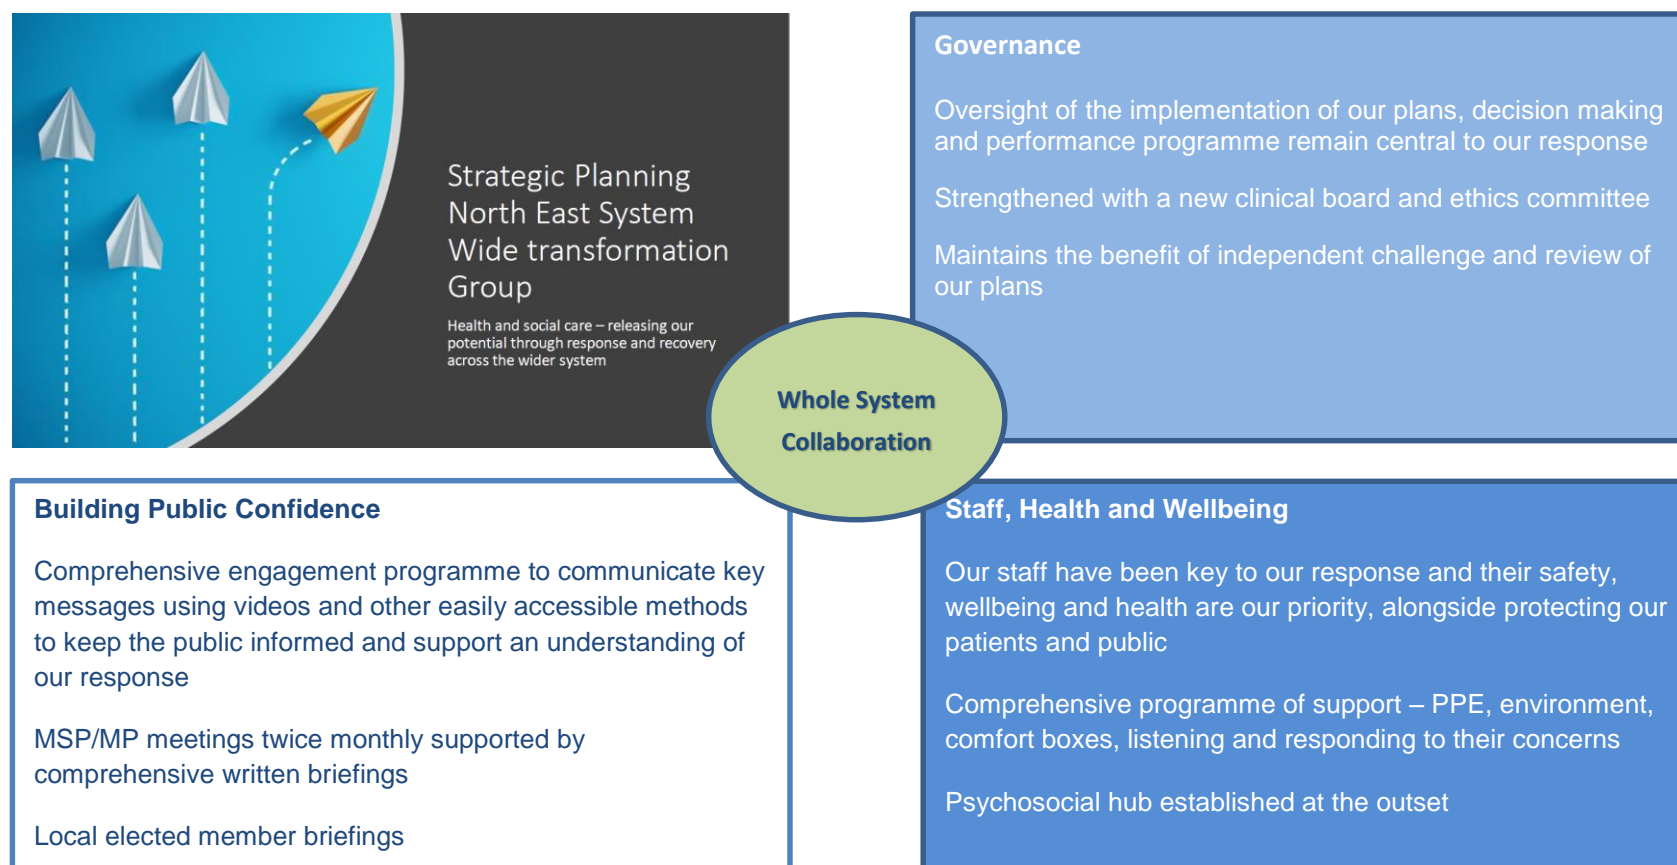 Strategic Planning
North East System
Wide transformation
Group
Health and social care – releasing our
potential through response and recovery
across the wider system
Governance
Oversight of the implementation of our plans, decision making
and performance programme remain central to our response
Strengthened with a new clinical board and ethics committee
Maintains the benefit of independent challenge and review of
our plans
Whole System
Collaboration
Building Public Confidence
Comprehensive engagement programme to communicate key
messages using videos and other easily accessible methods
to keep the public informed and support an understanding of
our response
MSP/MP meetings twice monthly supported by
comprehensive written briefings
Local elected member briefings
Staff, Health and Wellbeing
Our staff have been key to our response and their safety,
wellbeing and health are our priority, alongside protecting our
patients and public
Comprehensive programme of support – PPE, environment,
comfort boxes, listening and responding to their concerns
Psychosocial hub established at the outset